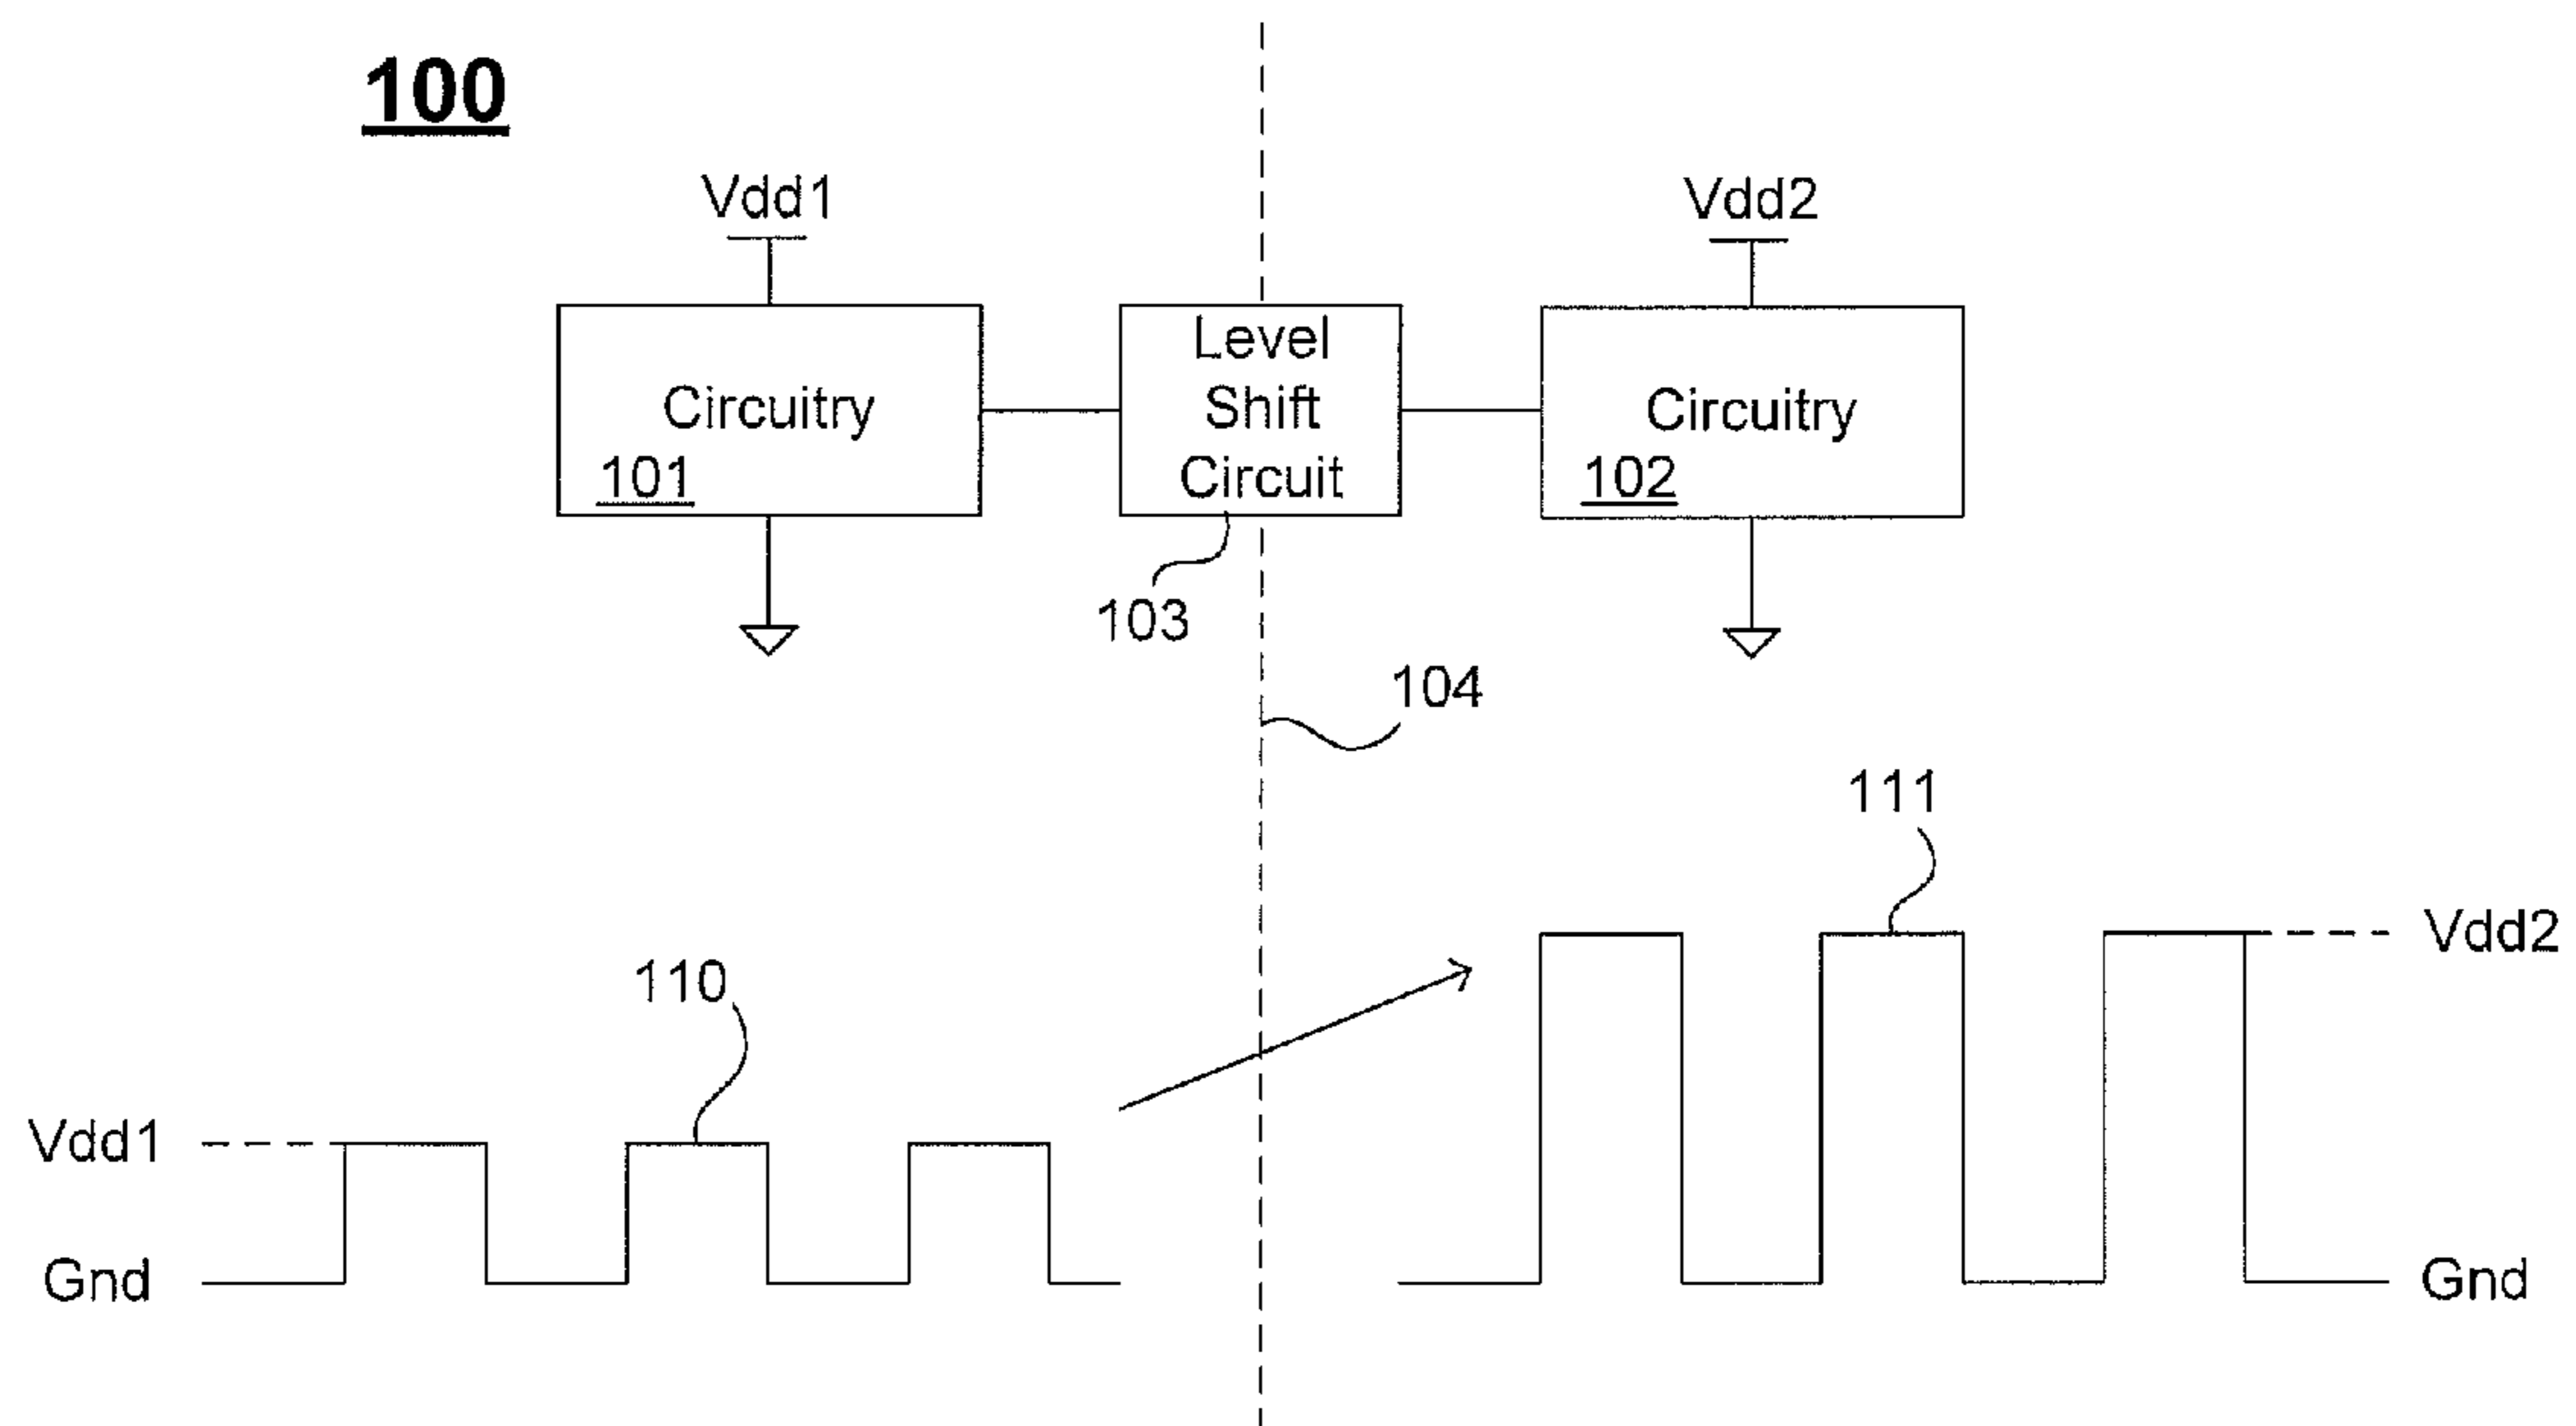 100
Vdd1
Vdd2
Level
Shift
Circuit
Circuitry
101
Circuitry
102
103
104
111
110
Vdd2
Vdd1
Gnd
Gnd